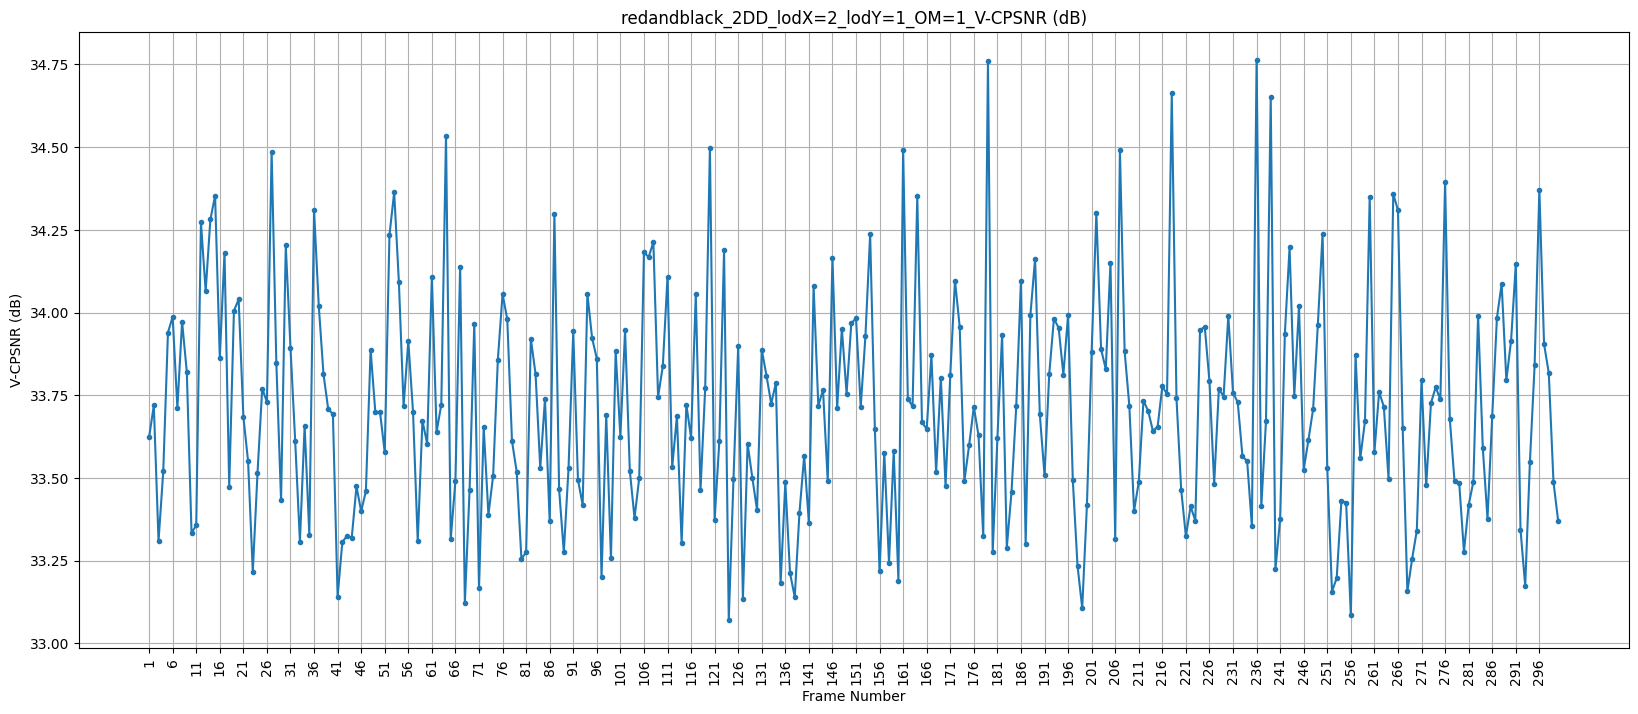 redandblack_2DD_lodX=2_lodY=1_OM=1_V-CPSNR (dB)
V-CPSNR (dB)
34.75
34.50
34.25
34.00
33.75
33.50
33.25
33.00
1 6 11 16 21 26 31 36 41 46 51 56 61 66 71 76 81 86 91 96 101 106 111 116 121 126 131 136 141 146 151 156 161 166 171 176 181 186 191 196 201 206 211 216 221 226 231 236 241 246 251 256 261 266 271 276 281 286 291 296
Frame Number